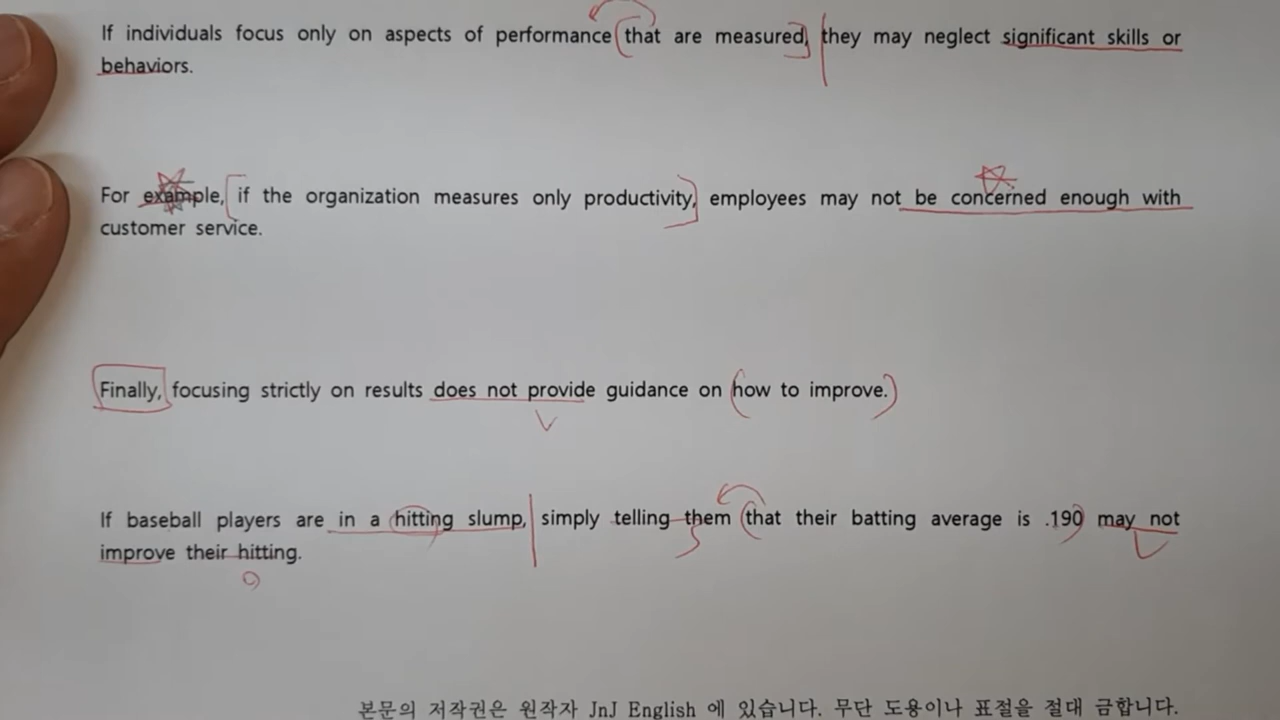 If individuals focus only on aspects of performance that are measured, they may neglect significant skills or
behaviors.
For example, if the organization measures only productivity, employees may not be concerned enough with
customer service.
Finally, focusing strictly on results does not provide guidance on how to improve.
If baseball players are in a hitting slump, simply telling them that their batting average is .190 may not
improve their hitting.
본문의 저작권은 원작자 JnJ English 에 있습니다. 무단 도용이나 표절을 절대 금합니다.